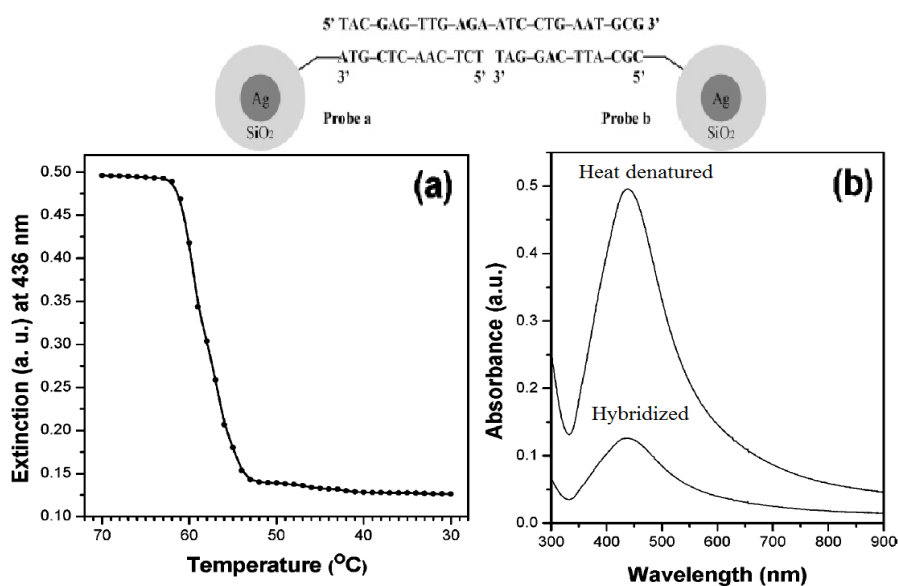 5' TAC-GAG-TTG-AGA-ATC-CTG-AAT-GCG 3'
ATG-CTC-AAC-TCT TAG-GAC-TTA-CGC
3' 5' 3' 5'
Ag
SiO2
Probe a
Probe b
Ag
SiO2
(a)
Extinction (a. u.) at 436 nm
0.50
0.45
0.40
0.35
0.30
0.25
0.20
0.15
0.10
70 60 50 40 30
Temperature (°C)
(b)
Heat denatured
Hybridized
Absorbance (a.u.)
0.5
0.4
0.3
0.2
0.1
0.0
300 400 500 600 700 800 900
Wavelength (nm)